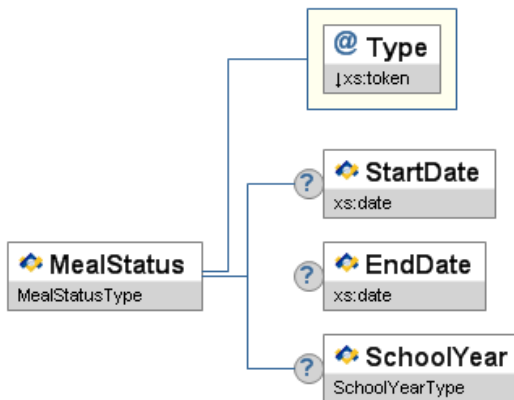 @ Type
↓xs:token
? StartDate
xs:date
MealStatus
MealStatusType
? EndDate
xs:date
? SchoolYear
SchoolYearType